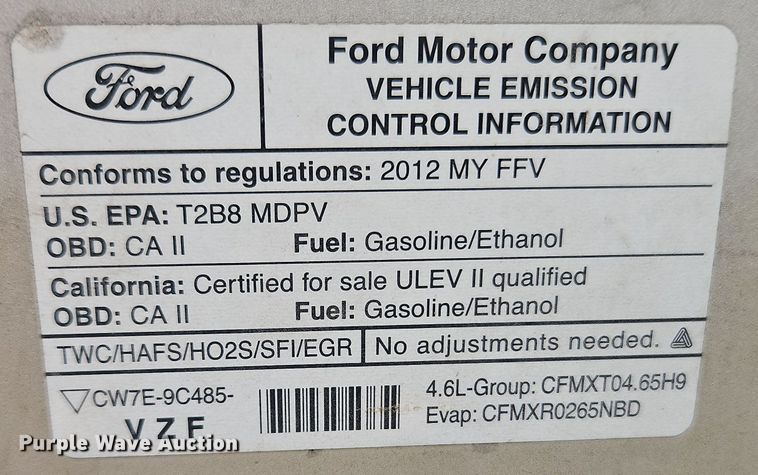 Ford
Ford Motor Company
VEHICLE EMISSION
CONTROL INFORMATION
Conforms to regulations: 2012 MY FFV
U.S. EPA: T2B8 MDPV
OBD: CA II Fuel: Gasoline/Ethanol
California: Certified for sale ULEV II qualified
OBD: CA II Fuel: Gasoline/Ethanol
TWC/HAFS/HO2S/SFI/EGR No adjustments needed.
CW7E-9C485-
V Z F
4.6L-Group: CFMXT04.65H9
Evap: CFMXR0265NBD
Purple Wave Auction